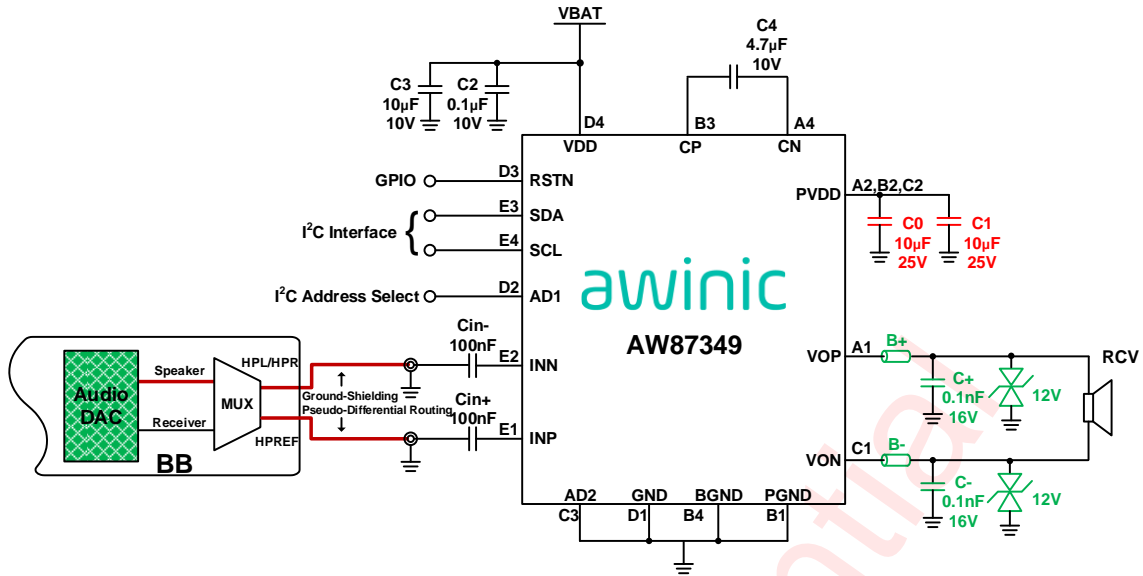 VBAT
C4
4.7µF
10V
C3
10µF
10V
C2
0.1µF
10V
D4
B3
A4
VDD
CP
CN
GPIO
D3
RSTN
PVDD
A2,B2,C2
I²C Interface
E3
SDA
E4
SCL
C0
10µF
25V
C1
10µF
25V
I²C Address Select
D2
AD1
awinic
AW87349
Cin-
100nF
E2
INN
Audio
DAC
Speaker
Receiver
MUX
HPL/HPR
HPREF
BB
Ground-Shielding
Pseudo-Differential Routing
Cin+
100nF
E1
INP
VOP
A1
B+
RCV
C+
0.1nF
16V
12V
VON
C1
B-
C-
0.1nF
16V
12V
AD2
GND
BGND
PGND
C3
D1
B4
B1